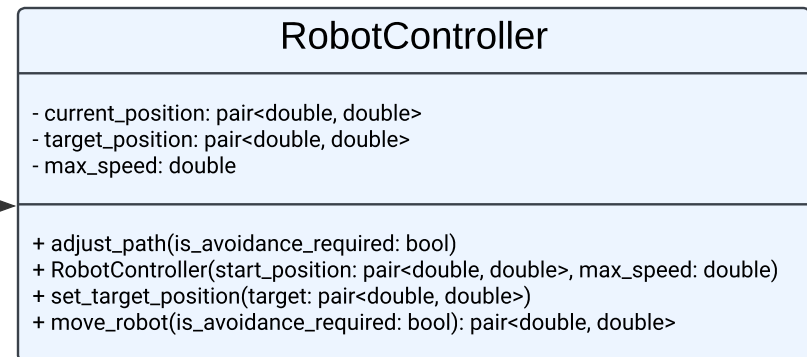 RobotController
- current_position: pair<double, double>
- target_position: pair<double, double>
- max_speed: double
+ adjust_path(is_avoidance_required: bool)
+ RobotController(start_position: pair<double, double>, max_speed: double)
+ set_target_position(target: pair<double, double>)
+ move_robot(is_avoidance_required: bool): pair<double, double>